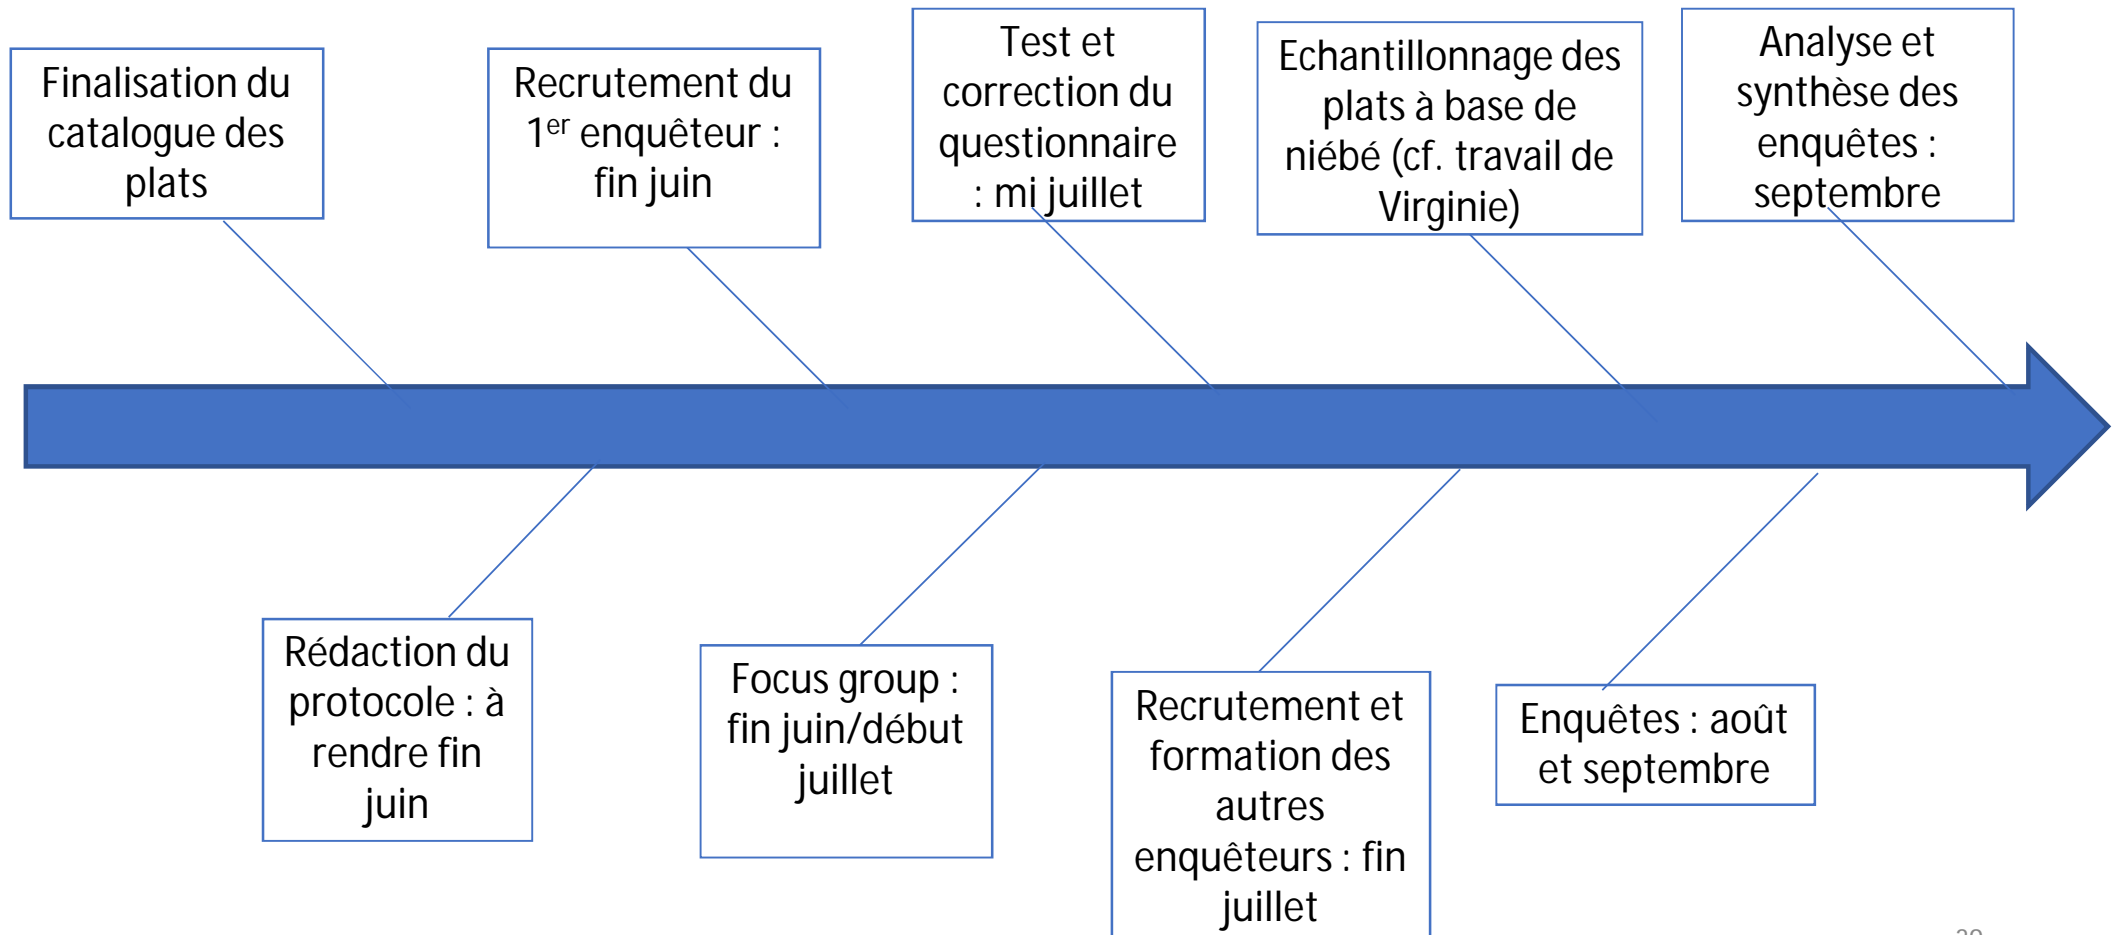 Finalisation du
catalogue des
plats
Recrutement du
1er enquêteur :
fin juin
Test et
correction du
questionnaire
: mi juillet
Echantillonnage des
plats à base de
niébé (cf. travail de
Virginie)
Analyse et
synthèse des
enquêtes :
septembre
Rédaction du
protocole : à
rendre fin
juin
Focus group :
fin juin/début
juillet
Recrutement et
formation des
autres
enquêteurs : fin
juillet
Enquêtes : août
et septembre